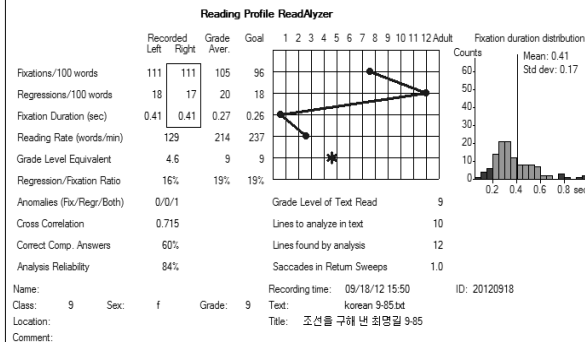 Reading Profile ReadAlyzer
Recorded Grade Goal 1 2 3 4 5 6 7 8 9 10 11 12 Adult Fixation duration distribution
Left Right Aver. Counts Mean: 0.41
Fixations/100 words 111 111 105 96 60 Std dev: 0.17
Regressions/100 words 18 17 20 18 50
Fixation Duration (sec) 0.41 0.41 0.27 0.26 40
Reading Rate (words/min) 129 214 237 30
20
Grade Level Equivalent 4.6 9 9 10
Regression/Fixation Ratio 16% 19% 19% 0 0.2 0.4 0.6 0.8 sec
Anomalies (Fix/Regr/Both) 0/0/1 Grade Level of Text Read 9
Cross Correlation 0.715 Lines to analyze in text 10
Correct Comp. Answers 60% Lines found by analysis 12
Analysis Reliability 84% Saccades in Return Sweeps 1.0
Name: Recording time: 09/18/12 15:50 ID: 20120918
Class: 9 Sex: f Grade: 9 Text: korean 9-85.txt
Location: Title: 조선을 구해 낸 최명길 9-85
Comment: